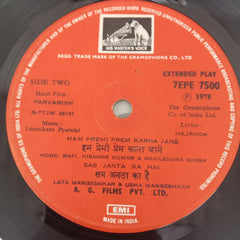 HIS MASTER'S VOICE
REGD. TRADE MARK OF THE GRAMOPHONE CO. LTD.
SIDE TWO
Hindi Film
PARVARISH
EXTENDED PLAY
7EPE 7500
℗ 1978
The Gramophone
Co. of India Ltd.
Music :
Laxmikant Pyarelal
Lyrics :
MAJROOH
HAM PREMI PREM KARNA JANE
हम प्रेमी प्रेम करना जानें
MOHD. RAFI, KISHORE KUMAR & SHAILENDRA SINGH
SAB JANTA KA HAI
सब जनता का है
LATA MANGESHKAR & USHA MANGESHKAR
A. G. FILMS PVT. LTD.
EMI
MADE IN INDIA